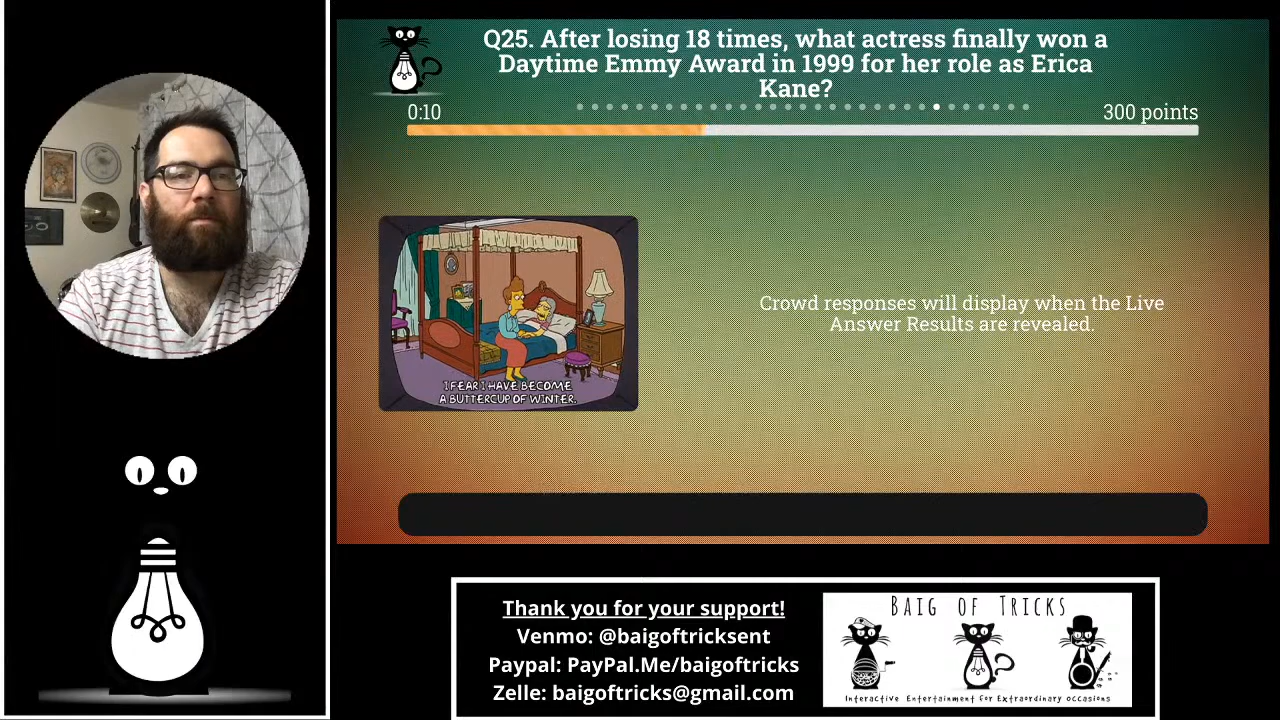 Q25. After losing 18 times, what actress finally won a
Daytime Emmy Award in 1999 for her role as Erica
Kane?
0:10
300 points
I FEAR I HAVE BECOME
A BUTTERCUP OF WINTER.
Crowd responses will display when the Live
Answer Results are revealed
Thank you for your support!
Venmo: @baigoftricksent
Paypal: PayPal.Me/baigoftricks
Zelle: baigoftricks@gmail.com
BAIG OF TRICKS
Interactive Entertainment for Extraordinary occasions